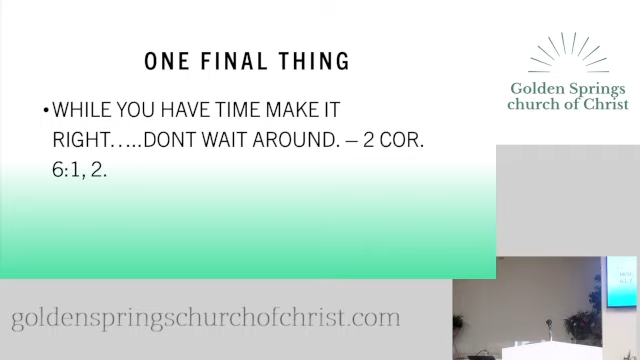 ONE FINAL THING
•WHILE YOU HAVE TIME MAKE IT
RIGHT.....DONT WAIT AROUND. – 2 COR.
6:1, 2.
Golden Springs
church of Christ
goldenspringschurchofchrist.com